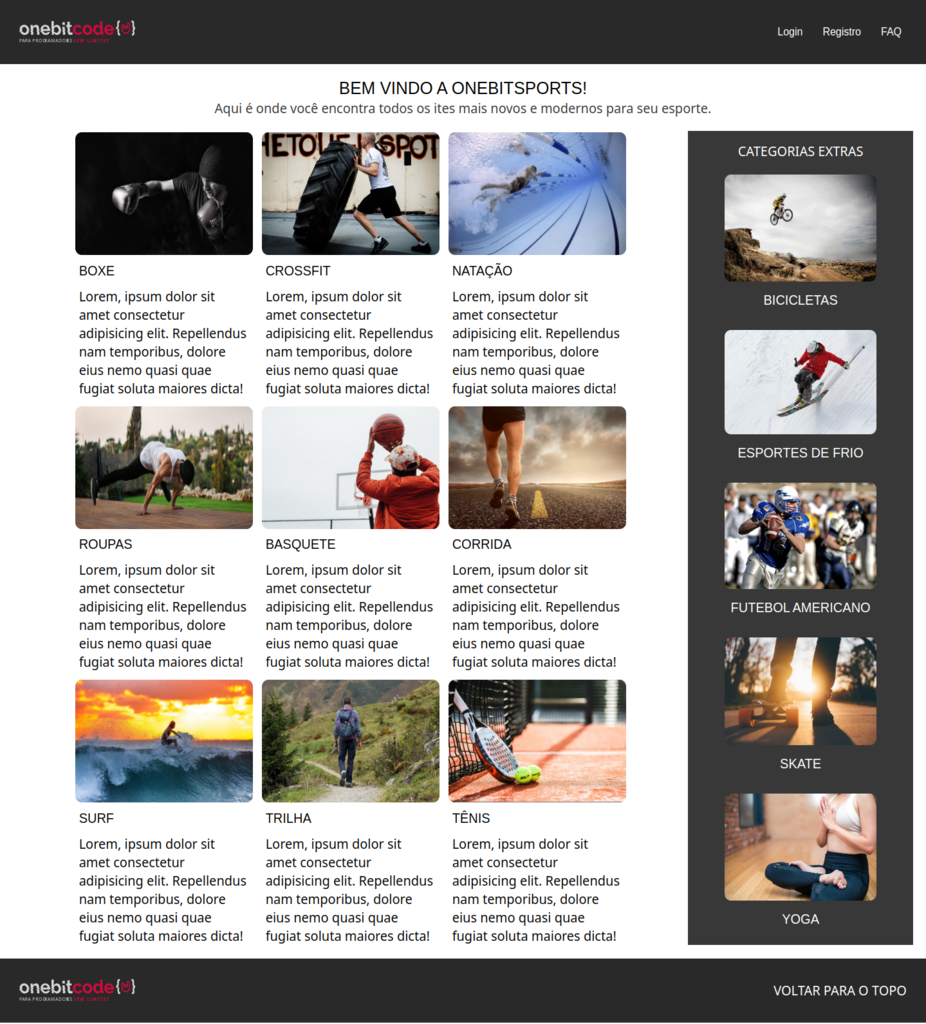 onebitcode{ }
PARA PROGRAMADORES SEM LIMITES
Login
Registro
FAQ
BEM VINDO A ONEBITSPORTS!
Aqui é onde você encontra todos os ites mais novos e modernos para seu esporte.
BOXE
Lorem, ipsum dolor sit
amet consectetur
adipisicing elit. Repellendus
nam temporibus, dolore
eius nemo quasi quae
fugiat soluta maiores dicta!
CROSSFIT
Lorem, ipsum dolor sit
amet consectetur
adipisicing elit. Repellendus
nam temporibus, dolore
eius nemo quasi quae
fugiat soluta maiores dicta!
NATAÇÃO
Lorem, ipsum dolor sit
amet consectetur
adipisicing elit. Repellendus
nam temporibus, dolore
eius nemo quasi quae
fugiat soluta maiores dicta!
ROUPAS
Lorem, ipsum dolor sit
amet consectetur
adipisicing elit. Repellendus
nam temporibus, dolore
eius nemo quasi quae
fugiat soluta maiores dicta!
BASQUETE
Lorem, ipsum dolor sit
amet consectetur
adipisicing elit. Repellendus
nam temporibus, dolore
eius nemo quasi quae
fugiat soluta maiores dicta!
CORRIDA
Lorem, ipsum dolor sit
amet consectetur
adipisicing elit. Repellendus
nam temporibus, dolore
eius nemo quasi quae
fugiat soluta maiores dicta!
SURF
Lorem, ipsum dolor sit
amet consectetur
adipisicing elit. Repellendus
nam temporibus, dolore
eius nemo quasi quae
fugiat soluta maiores dicta!
TRILHA
Lorem, ipsum dolor sit
amet consectetur
adipisicing elit. Repellendus
nam temporibus, dolore
eius nemo quasi quae
fugiat soluta maiores dicta!
TÊNIS
Lorem, ipsum dolor sit
amet consectetur
adipisicing elit. Repellendus
nam temporibus, dolore
eius nemo quasi quae
fugiat soluta maiores dicta!
CATEGORIAS EXTRAS
BICICLETAS
ESPORTES DE FRIO
FUTEBOL AMERICANO
SKATE
YOGA
onebitcode{ }
PARA PROGRAMADORES SEM LIMITES
VOLTAR PARA O TOPO